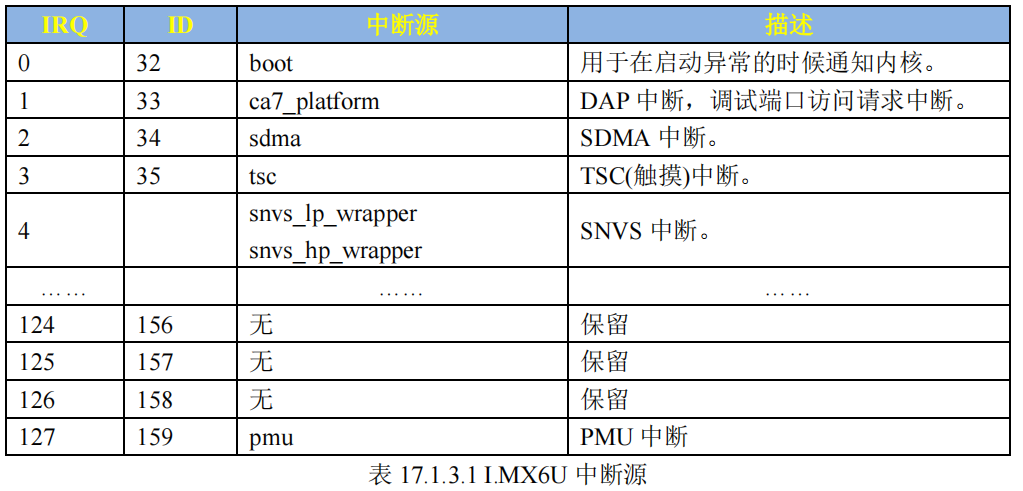 IRQ ID 中断源 描述
0 32 boot 用于在启动异常的时候通知内核。
1 33 ca7_platform DAP 中断，调试端口访问请求中断。
2 34 sdma SDMA 中断。
3 35 tsc TSC(触摸)中断。
4 snvs_lp_wrapper SNVS 中断。
snvs_hp_wrapper
…… …… ……
124 156 无 保留
125 157 无 保留
126 158 无 保留
127 159 pmu PMU 中断
表 17.1.3.1 I.MX6U 中断源